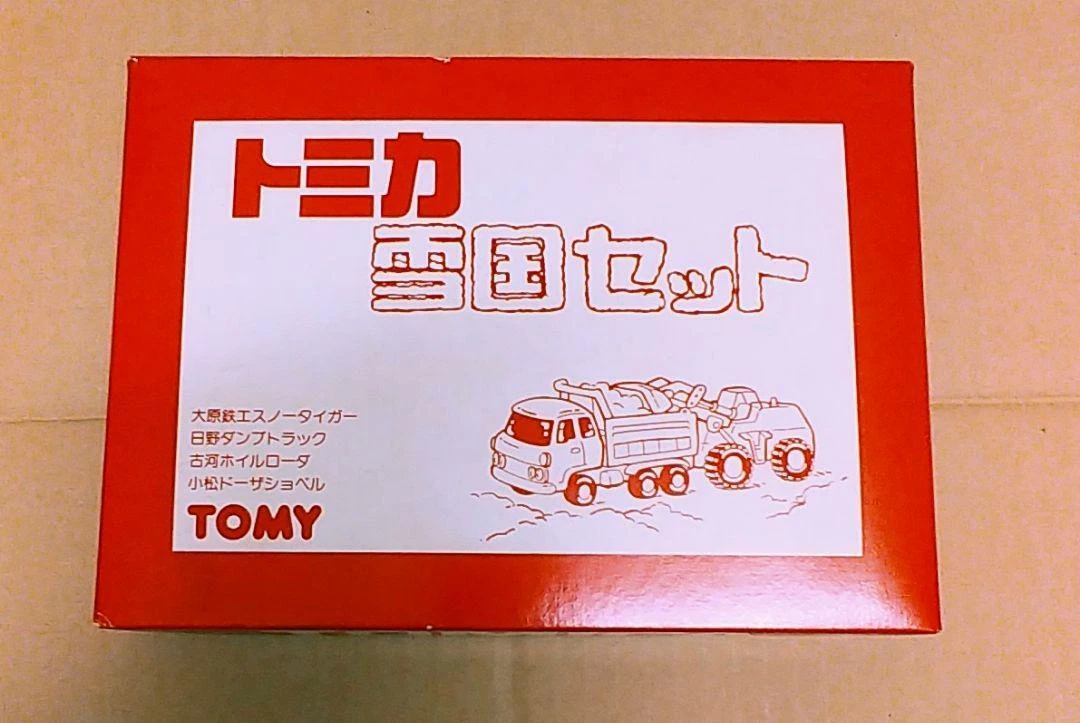 トミカ
雪国セット
大原鉄エスノータイガー
日野ダンプトラック
古河ホイルローダ
小松ドーザショベル
TOMY